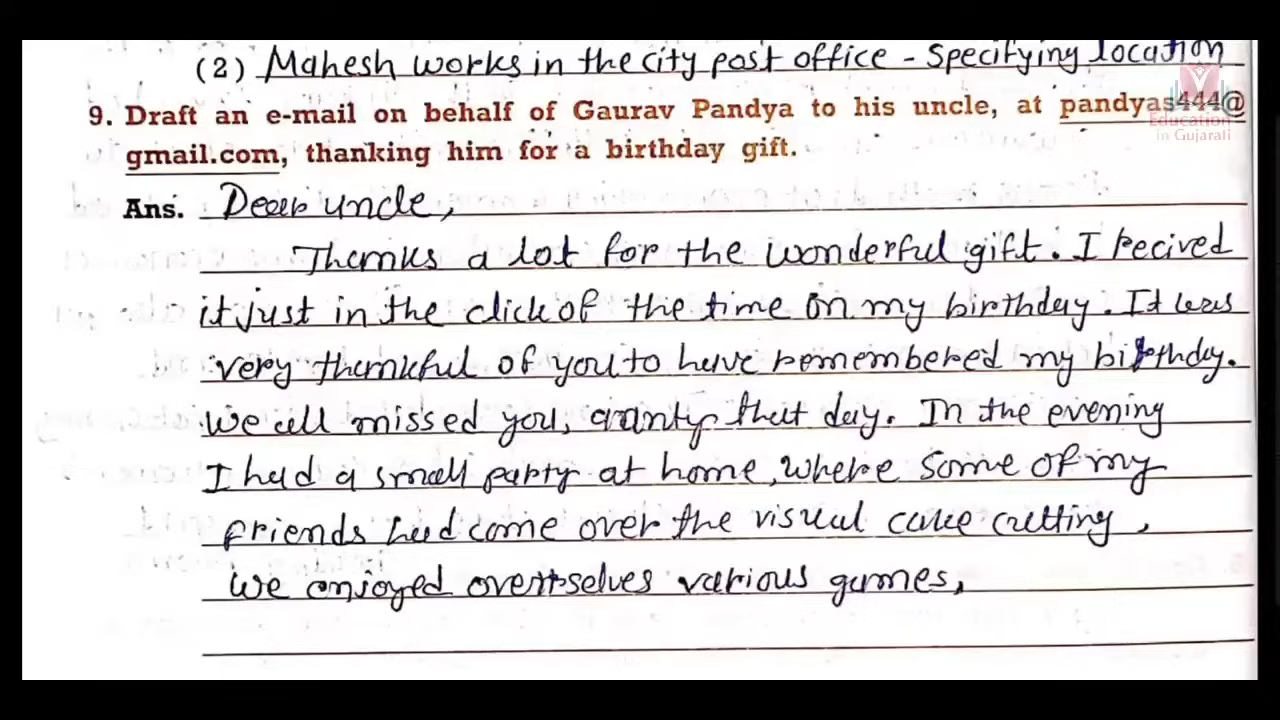 (2) Mahesh works in the city post office - Specifying location
9. Draft an e-mail on behalf of Gaurav Pandya to his uncle, at pandyas444@
gmail.com, thanking him for a birthday gift.
Education
in Gujarati
Ans. Dear uncle,
Thanks a lot for the wonderful gift. I recived
it just in the click of the time on my birthday. It was
very thankful of you to have remembered my birthday.
We all missed you, that day. In the evening
I had a small party at home, where some of my
friends had come over the visual cake cutting,
We enjoyed various games,